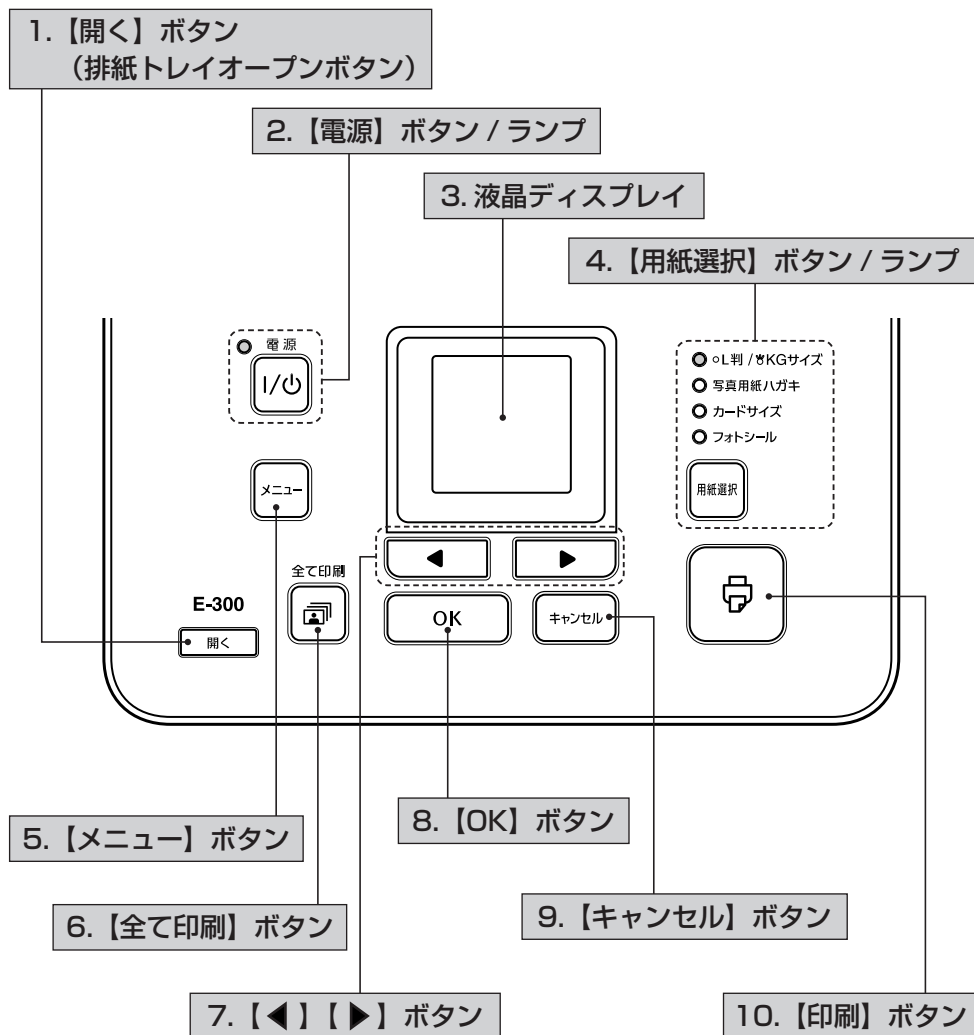 1.【開く】ボタン
（排紙トレイオープンボタン）
2.【電源】ボタン / ランプ
3. 液晶ディスプレイ
4.【用紙選択】ボタン / ランプ
電源
L判 / KGサイズ
写真用紙ハガキ
カードサイズ
フォトシール
用紙選択
メニュー
全て印刷
E-300
開く
OK
キャンセル
5.【メニュー】ボタン
6.【全て印刷】ボタン
7.【◀】【▶】ボタン
8.【OK】ボタン
9.【キャンセル】ボタン
10.【印刷】ボタン